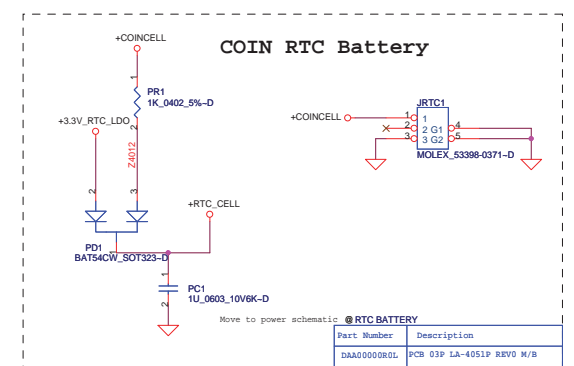 COIN RTC Battery
+COINCELL
1
PR1
1K_0402_5%~D
2
+3.3V_RTC_LDO
Z4012
2
3
+RTC_CELL
PD1
1
BAT54CW_SOT323~D
1
PC1
1U_0603_10V6K~D
2
+COINCELL
JRTC1
1 1
2 2 G1 4
3 3 G2 5
MOLEX_53398-0371~D
Move to power schematic @ RTC BATTERY
Part Number Description
DAA00000R0L PCB 03P LA-4051P REV0 M/B